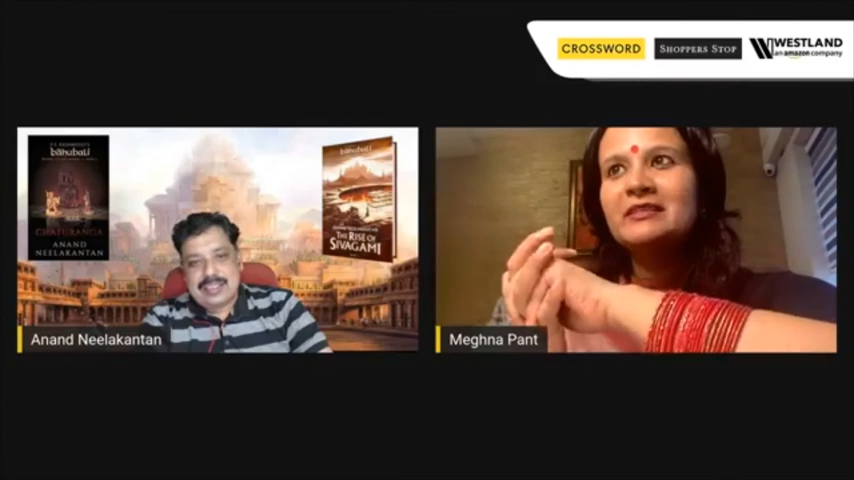 CROSSWORD
SHOPPERS STOP
WESTLAND
an amazon company
bāhubali
CHATURANGA
ANAND
NEELAKANTAN
bāhubali
THE RISE OF
SIVAGAMI
Anand Neelakantan
Meghna Pant